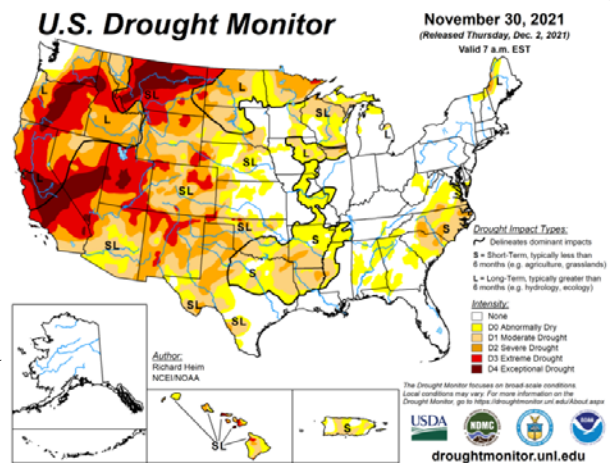 U.S. Drought Monitor
November 30, 2021
(Released Thursday, Dec. 2, 2021)
Valid 7 a.m. EST
L
SL
L
L
SL
L
L
SL
SL
S
S
S
SL
SL
SL
Drought Impact Types:
Delineates dominant impacts
S = Short-Term, typically less than
6 months (e.g. agriculture, grasslands)
L = Long-Term, typically greater than
6 months (e.g. hydrology, ecology)
Intensity:
None
D0 Abnormally Dry
D1 Moderate Drought
D2 Severe Drought
D3 Extreme Drought
D4 Exceptional Drought
Author:
Richard Heim
NCEI/NOAA
SL
S
The Drought Monitor focuses on broad-scale conditions.
Local conditions may vary. For more information on the
Drought Monitor, go to https://droughtmonitor.unl.edu/About.aspx
USDA
NDMC
NOAA
droughtmonitor.unl.edu